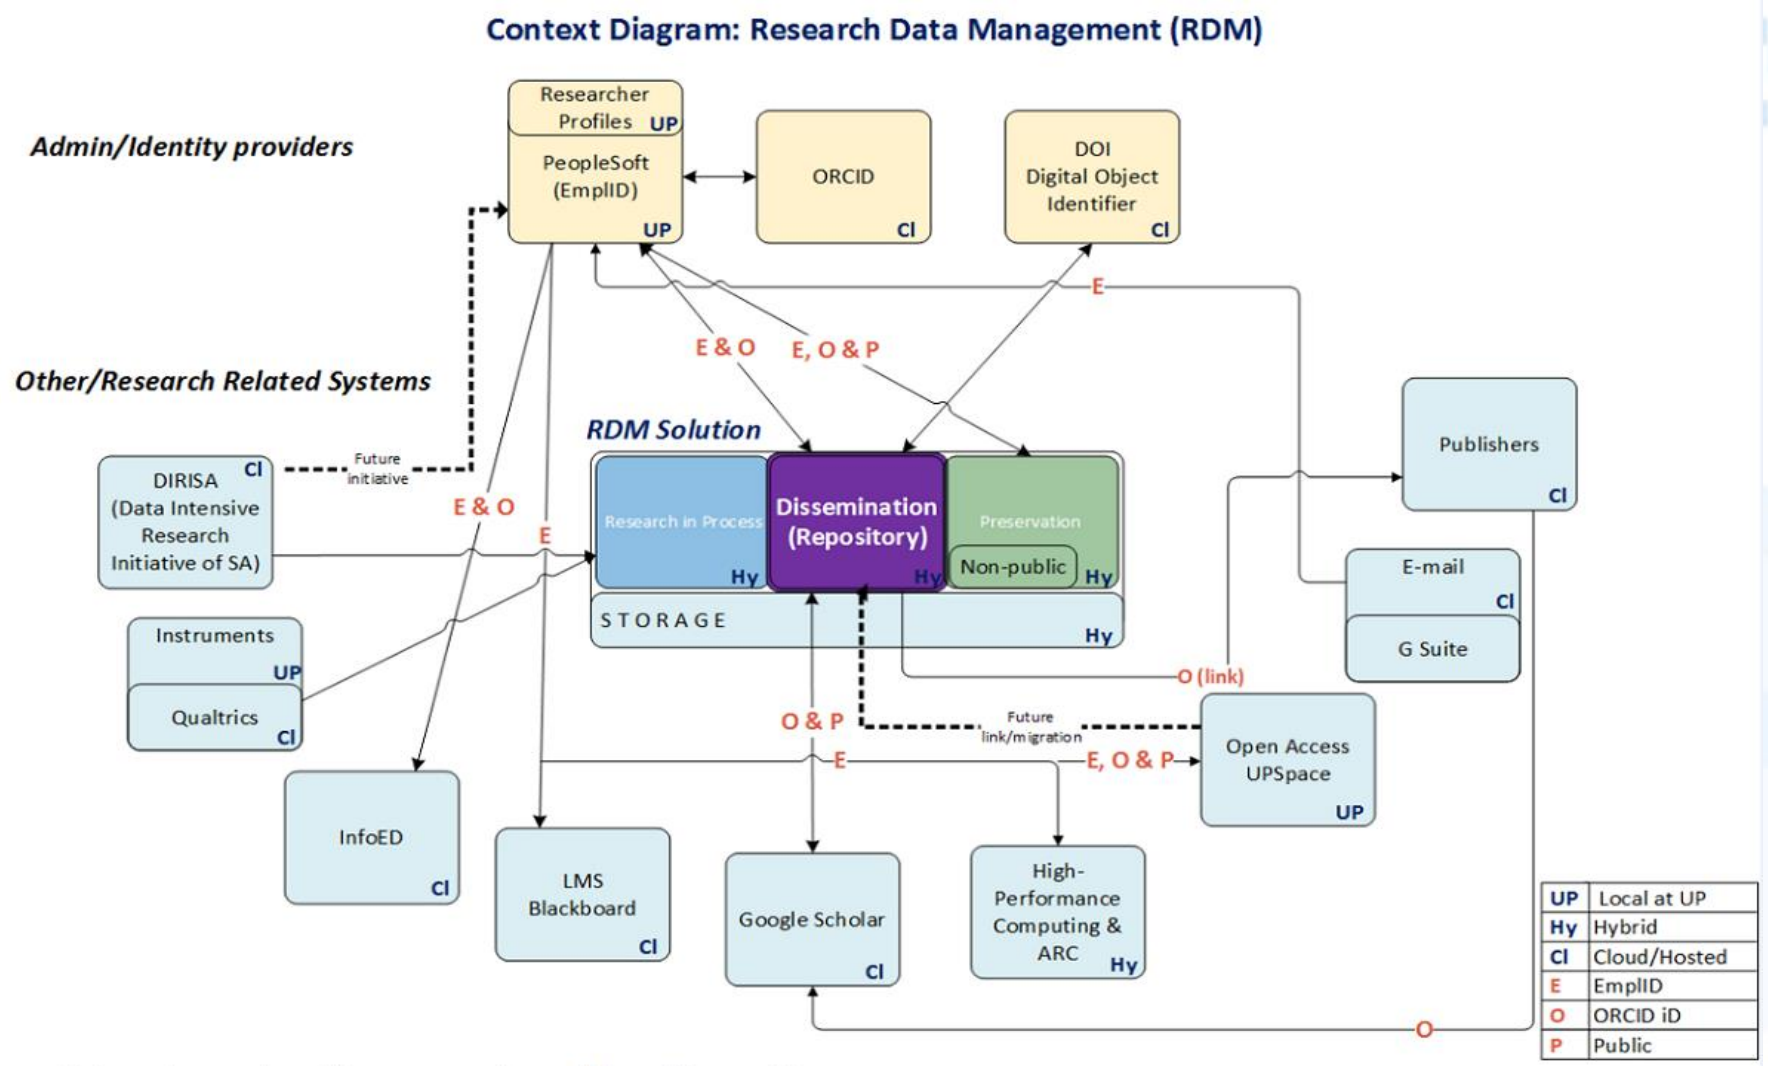 Context Diagram: Research Data Management (RDM)
Admin/Identity providers
Researcher
Profiles UP
PeopleSoft
(EmplID)
UP
ORCID
Cl
DOI
Digital Object
Identifier
Cl
E
E & O
E, O & P
Other/Research Related Systems
RDM Solution
Publishers
Cl
DIRISA Cl
(Data Intensive
Research
Initiative of SA)
Future
initiative
E & O
E
Research in Process
Hy
Dissemination
(Repository)
Hy
Preservation
Non-public
Hy
STORAGE
Hy
E-mail
Cl
G Suite
Instruments
UP
Qualtrics
Cl
O (link)
O & P
Future
link/migration
E
E, O & P
Open Access
UPSpace
UP
InfoED
Cl
LMS
Blackboard
Cl
Google Scholar
Cl
High-
Performance
Computing &
ARC
Hy
O
UP Local at UP
Hy Hybrid
Cl Cloud/Hosted
E EmplID
O ORCID iD
P Public